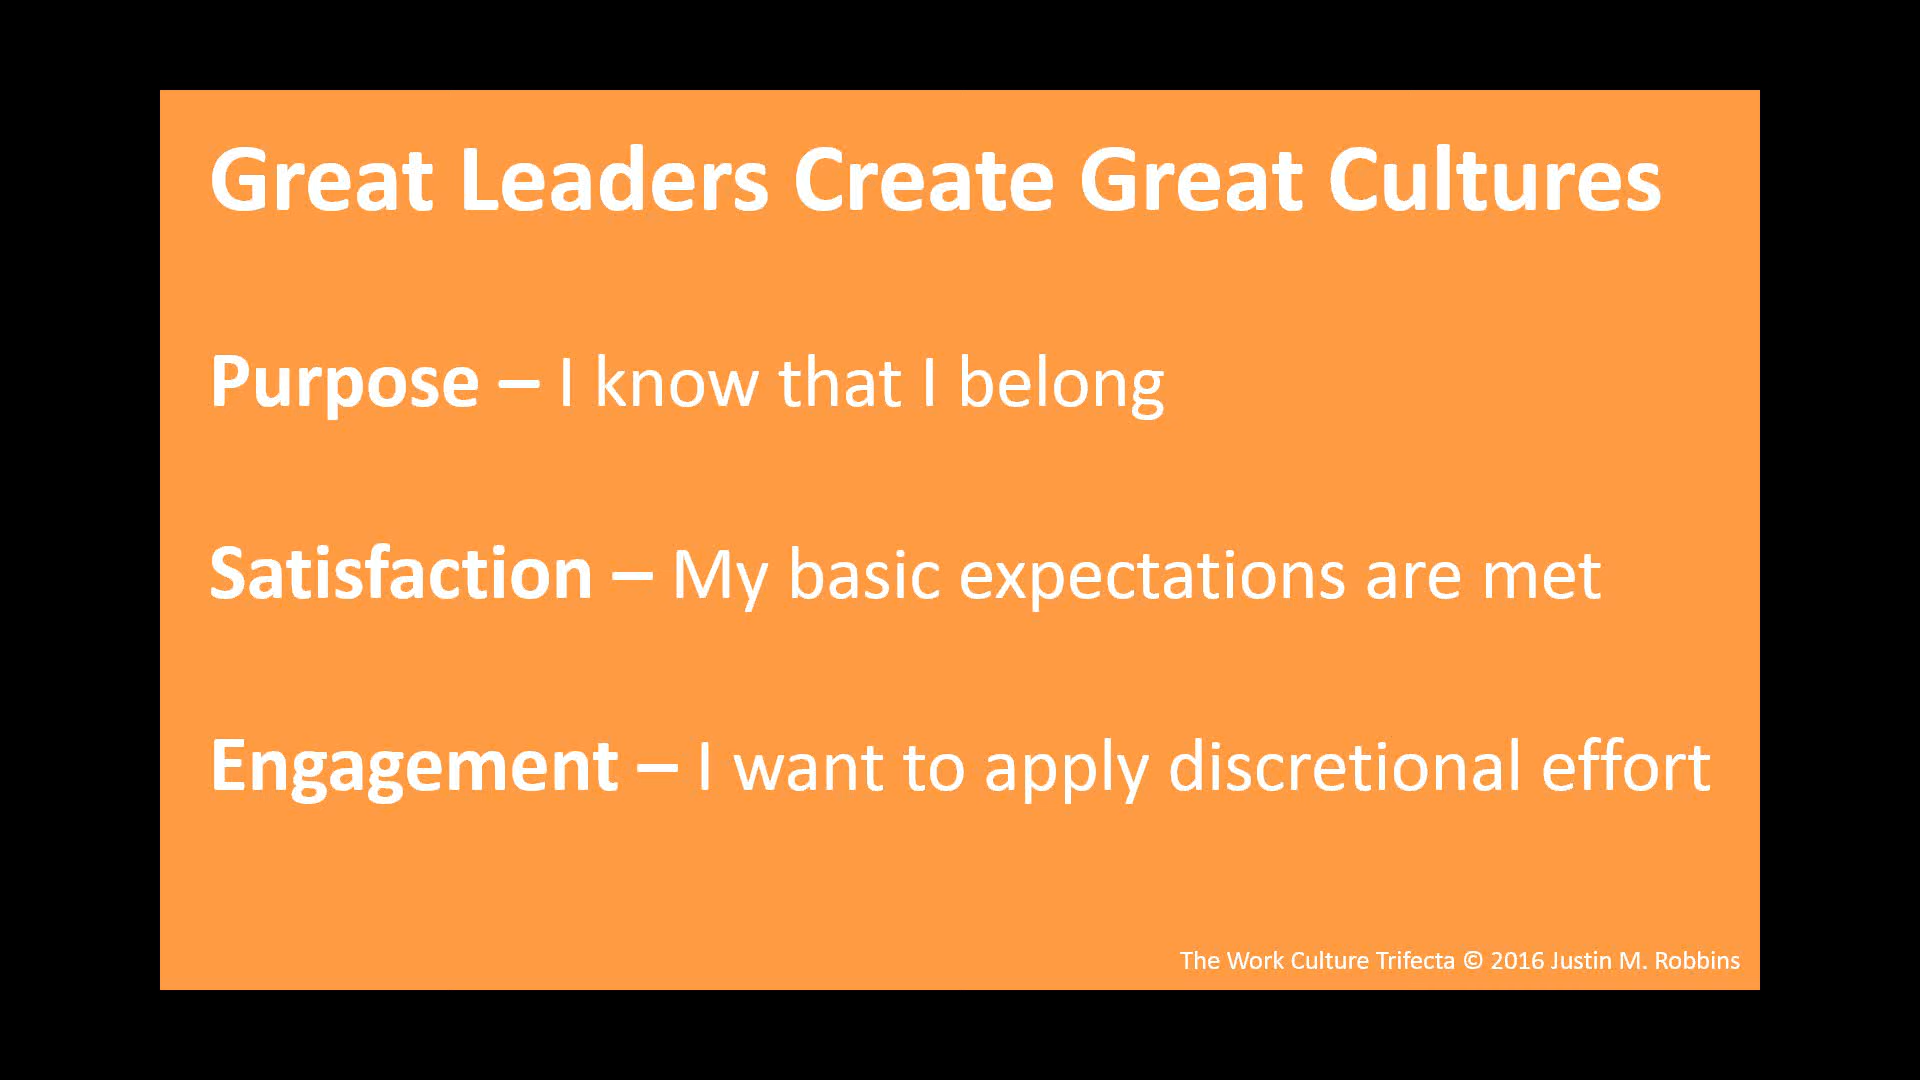 Great Leaders Create Great Cultures
Purpose – I know that I belong
Satisfaction – My basic expectations are met
Engagement – I want to apply discretional effort
The Work Culture Trifecta © 2016 Justin M. Robbins